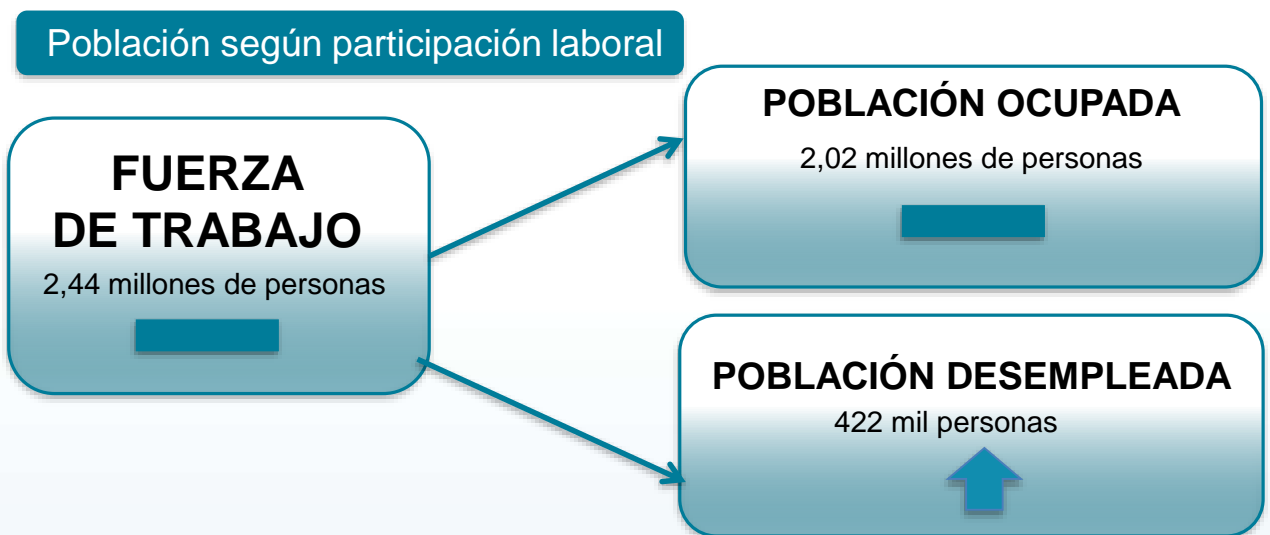 Población según participación laboral
FUERZA
DE TRABAJO
2,44 millones de personas
POBLACIÓN OCUPADA
2,02 millones de personas
POBLACIÓN DESEMPLEADA
422 mil personas